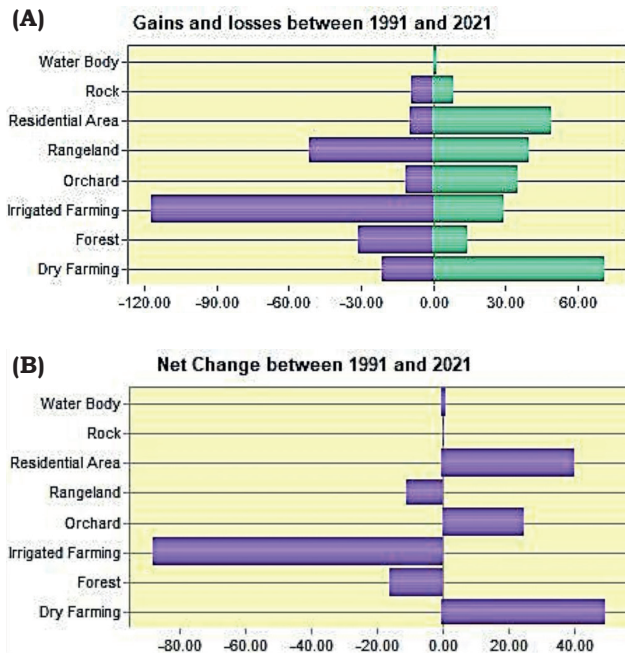 (A)
Gains and losses between 1991 and 2021
Water Body
Rock
Residential Area
Rangeland
Orchard
Irrigated Farming
Forest
Dry Farming
-120.00 -90.00 -60.00 -30.00 0.00 30.00 60.00
(B)
Net Change between 1991 and 2021
Water Body
Rock
Residential Area
Rangeland
Orchard
Irrigated Farming
Forest
Dry Farming
-80.00 -60.00 -40.00 -20.00 0.00 20.00 40.00